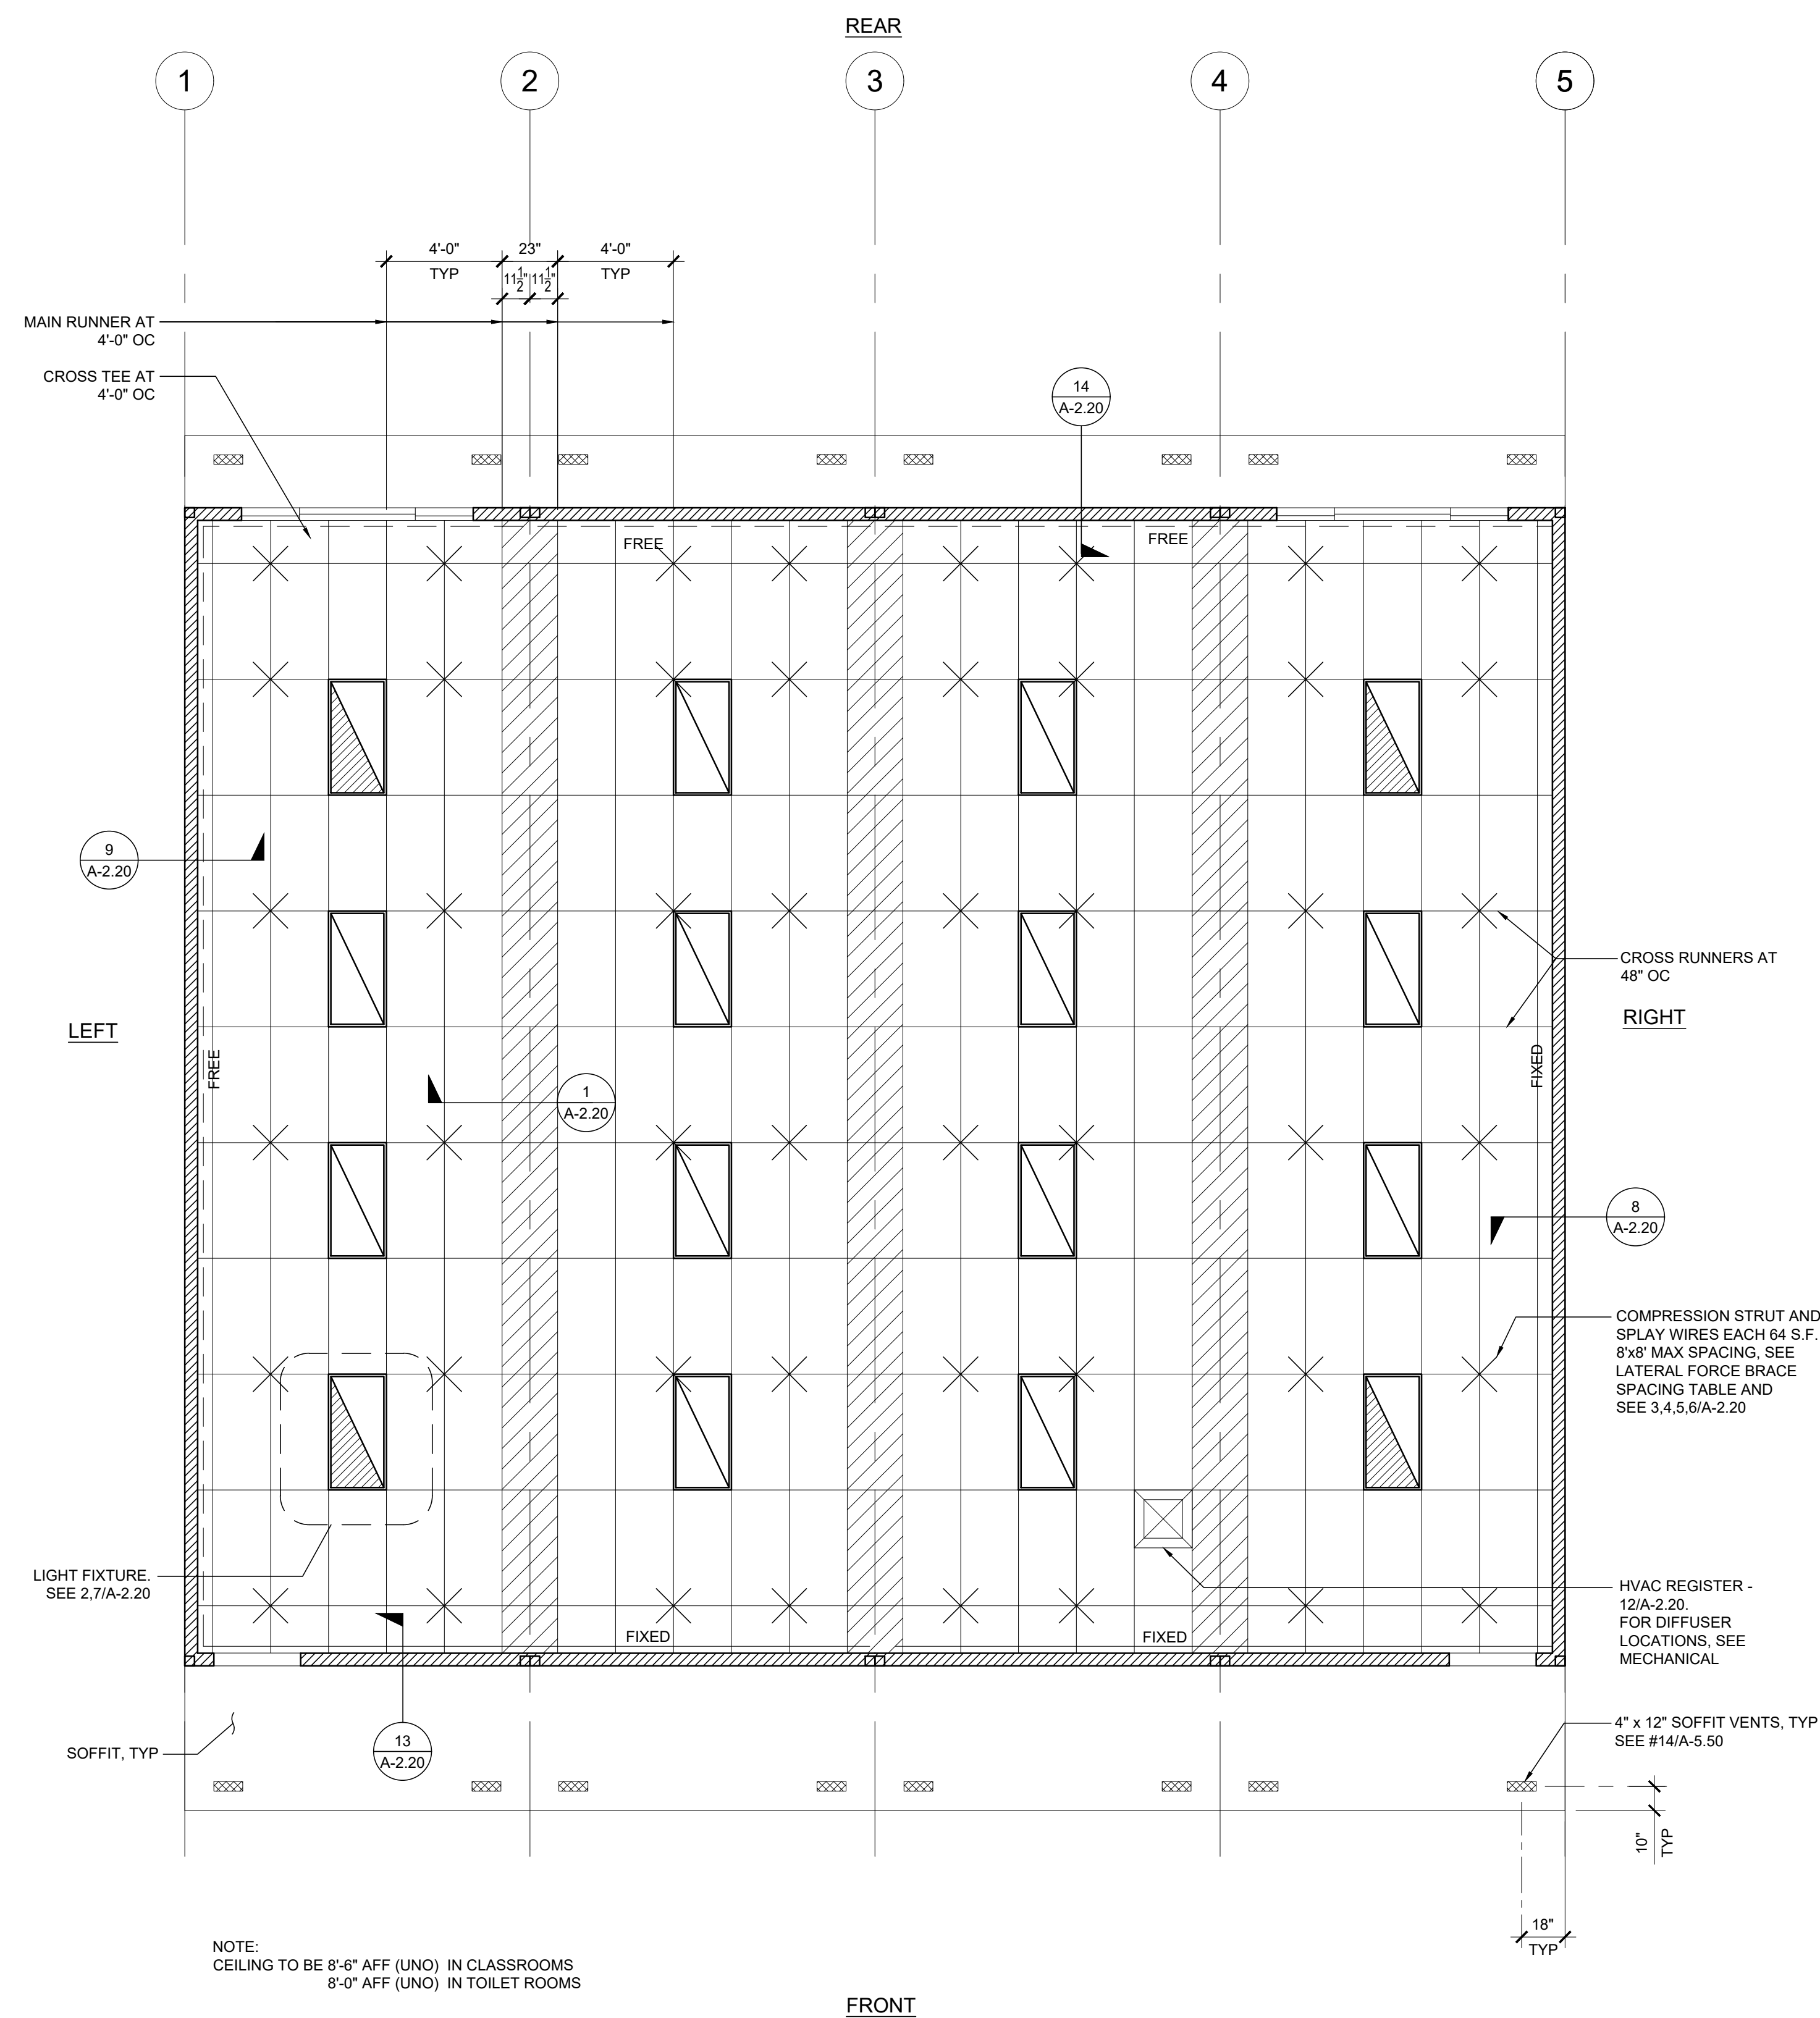 REAR
1
2
3
4
5
4'-0"
TYP
23"
4'-0"
TYP
11 1/2"
11 1/2"
MAIN RUNNER AT
4'-0" OC
CROSS TEE AT
4'-0" OC
14
A-2.20
FREE
FREE
9
A-2.20
CROSS RUNNERS AT
48" OC
LEFT
RIGHT
FREE
FIXED
1
A-2.20
8
A-2.20
COMPRESSION STRUT AND
SPLAY WIRES EACH 64 S.F.
8'x8' MAX SPACING, SEE
LATERAL FORCE BRACE
SPACING TABLE AND
SEE 3,4,5,6/A-2.20
LIGHT FIXTURE.
SEE 2,7/A-2.20
HVAC REGISTER -
12/A-2.20.
FOR DIFFUSER
LOCATIONS, SEE
MECHANICAL
FIXED
FIXED
SOFFIT, TYP
13
A-2.20
4" x 12" SOFFIT VENTS, TYP
SEE #14/A-5.50
10"
TYP
18"
TYP
NOTE:
CEILING TO BE 8'-6" AFF (UNO) IN CLASSROOMS
8'-0" AFF (UNO) IN TOILET ROOMS
FRONT